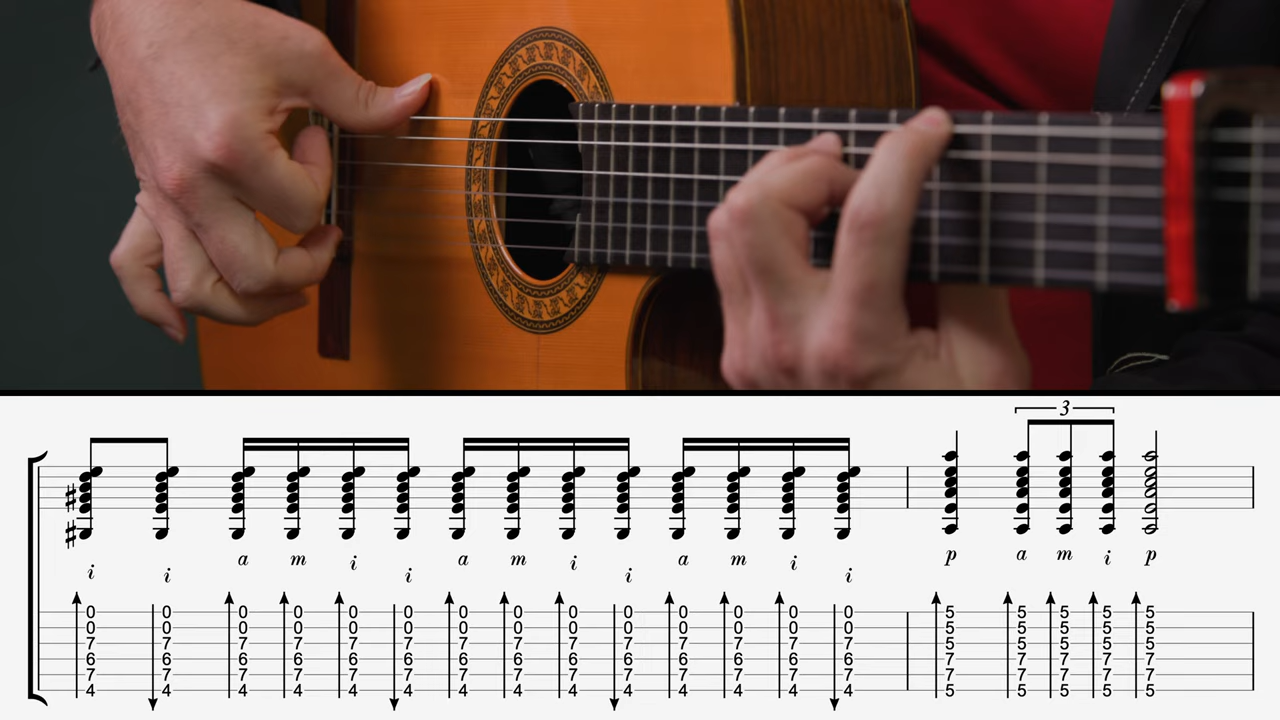 3
i i a m i i a m i i a m i i p a m i p
0 0 0 0 0 0 0 0 0 0 0 0 0 0 5 5 5 5 5
0 0 0 0 0 0 0 0 0 0 0 0 0 0 5 5 5 5 5
7 7 7 7 7 7 7 7 7 7 7 7 7 7 5 5 5 5 5
6 6 6 6 6 6 6 6 6 6 6 6 6 6 7 7 7 7 7
7 7 7 7 7 7 7 7 7 7 7 7 7 7 7 7 7 7 7
4 4 4 4 4 4 4 4 4 4 4 4 4 4 5 5 5 5 5